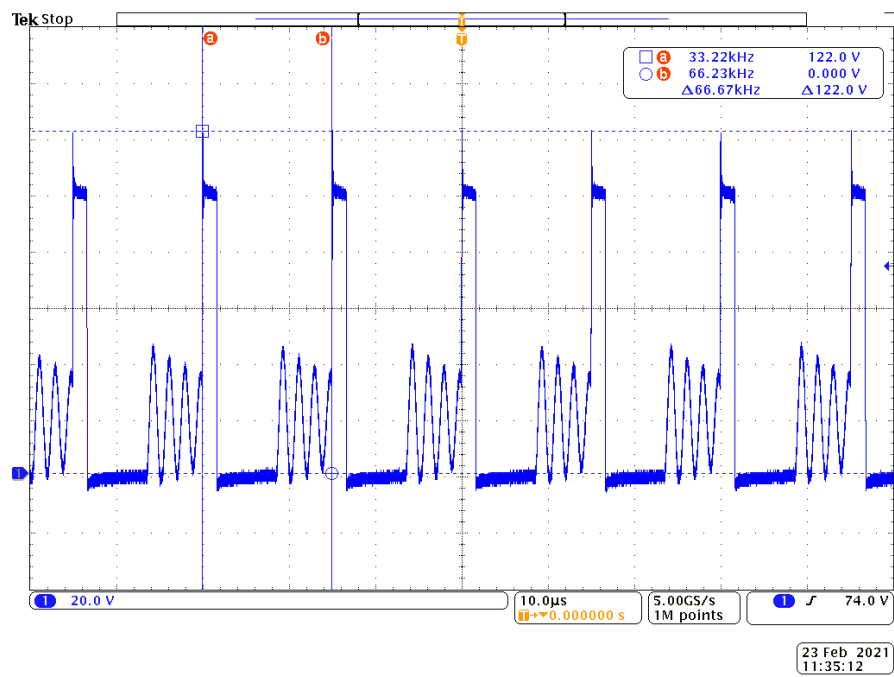 Tek Stop
T
a b
T
a 33.22kHz 122.0 V
b 66.23kHz 0.000 V
Δ66.67kHz Δ122.0 V
1
1 20.0 V
10.0µs
T→▼0.000000 s
5.00GS/s
1M points
1 74.0 V
23 Feb 2021
11:35:12